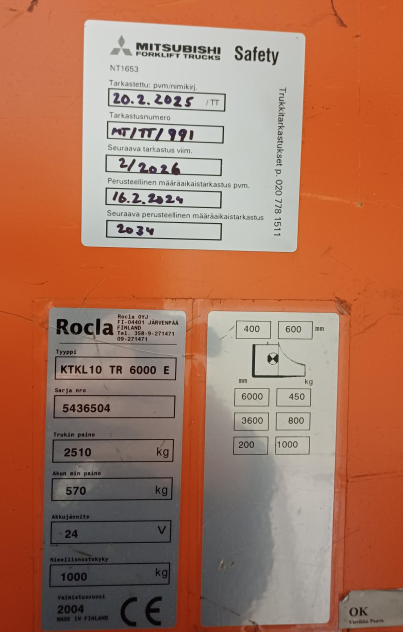 MITSUBISHI
FORKLIFT TRUCKS
Safety
NT1653
Tarkastettu: pvm/nimikirj.
20.2.2025 /TT
Tarkastusnumero
MT/TT/991
Seuraava tarkastus viim.
2/2026
Perusteellinen määräaikaistarkastus pvm.
16.2.2024
Seuraava perusteellinen määräaikaistarkastus
2034
Trukkitarkastukset p. 020 778 1511
Rocla
Rocla OYJ
FI-04401 JÄRVENPÄÄ
FINLAND
Tel. 358-9-271471
09-271471
Tyyppi
KTKL10 TR 6000 E
Sarja nro
5436504
Trukin paino
2510 kg
Akun min paino
570 kg
Akkujännite
24 V
Nimellisnostokyky
1000 kg
Valmistusvuosi
2004
MADE IN FINLAND
CE
400 600 mm
mm kg
6000 450
3600 800
200 1000
OK